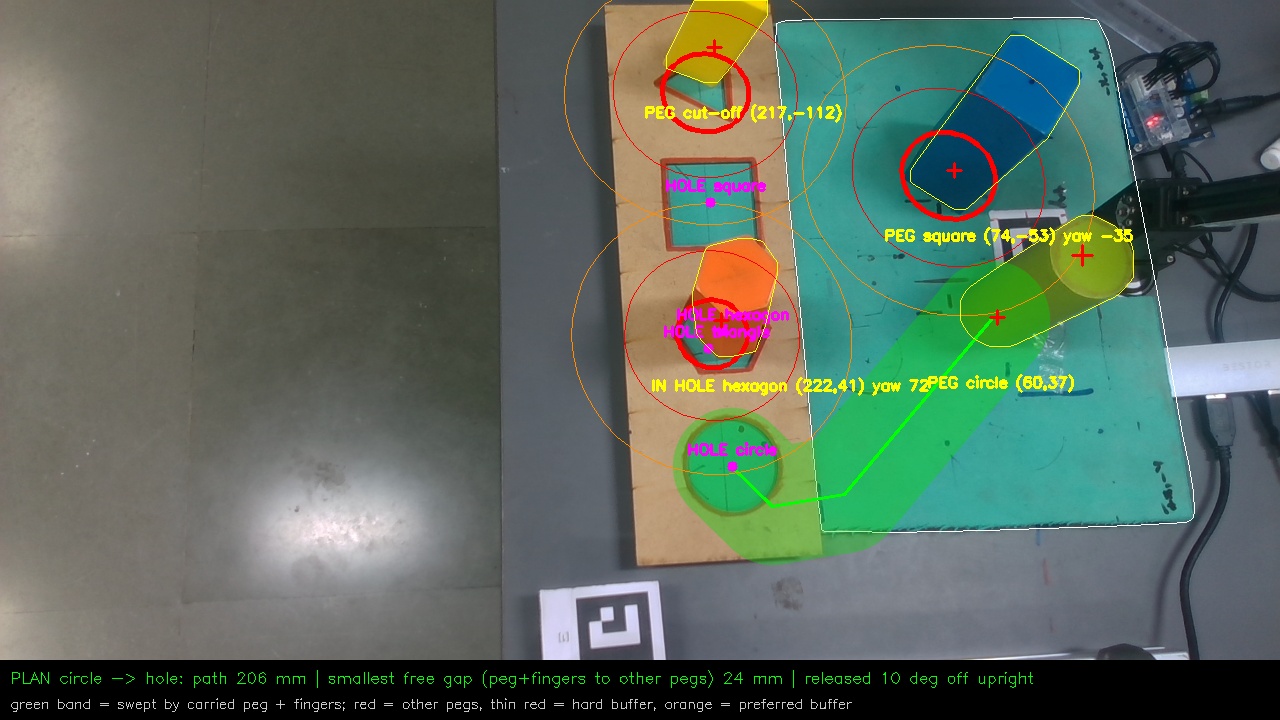 PEG cut-off (217,-112)
HOLE square
PEG square (74,-53) yaw -35
HOLE hexagon
HOLE triangle
IN HOLE hexagon (222,41) yaw 72
PEG circle (60,37)
HOLE circle
PLAN circle -> hole: path 206 mm | smallest free gap (peg+fingers to other pegs) 24 mm | released 10 deg off upright
green band = swept by carried peg + fingers; red = other pegs, thin red = hard buffer, orange = preferred buffer